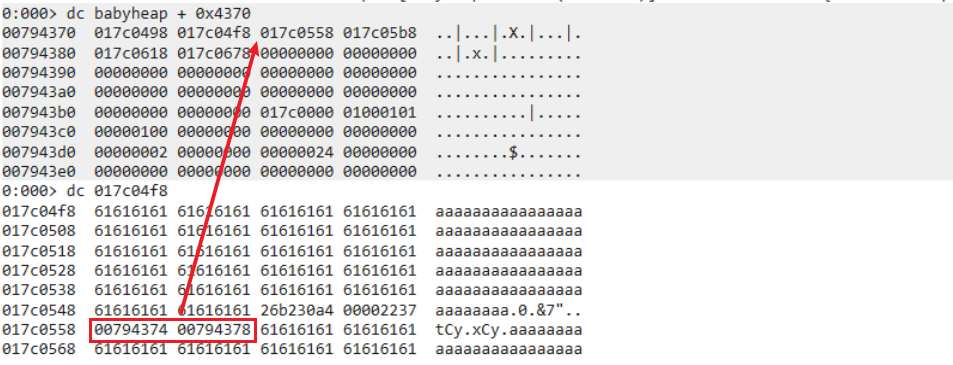 0:000> dc babyheap + 0x4370
00794370  017c0498 017c04f8 017c0558 017c05b8  ..|...|.X.|...|.
00794380  017c0618 017c0678 00000000 00000000  ..|.x.|.........
00794390  00000000 00000000 00000000 00000000  ................
007943a0  00000000 00000000 00000000 00000000  ................
007943b0  00000000 00000000 017c0000 01000101  ..........|.....
007943c0  00000100 00000000 00000000 00000000  ................
007943d0  00000002 00000000 00000024 00000000  ........$.......
007943e0  00000000 00000000 00000000 00000000  ................
0:000> dc 017c04f8
017c04f8  61616161 61616161 61616161 61616161  aaaaaaaaaaaaaaaa
017c0508  61616161 61616161 61616161 61616161  aaaaaaaaaaaaaaaa
017c0518  61616161 61616161 61616161 61616161  aaaaaaaaaaaaaaaa
017c0528  61616161 61616161 61616161 61616161  aaaaaaaaaaaaaaaa
017c0538  61616161 61616161 61616161 61616161  aaaaaaaaaaaaaaaa
017c0548  61616161 61616161 26b230a4 00002237  aaaaaaaa.0.&7"..
017c0558  00794374 00794378 61616161 61616161  tCy.xCy.aaaaaaaa
017c0568  61616161 61616161 61616161 61616161  aaaaaaaaaaaaaaaa